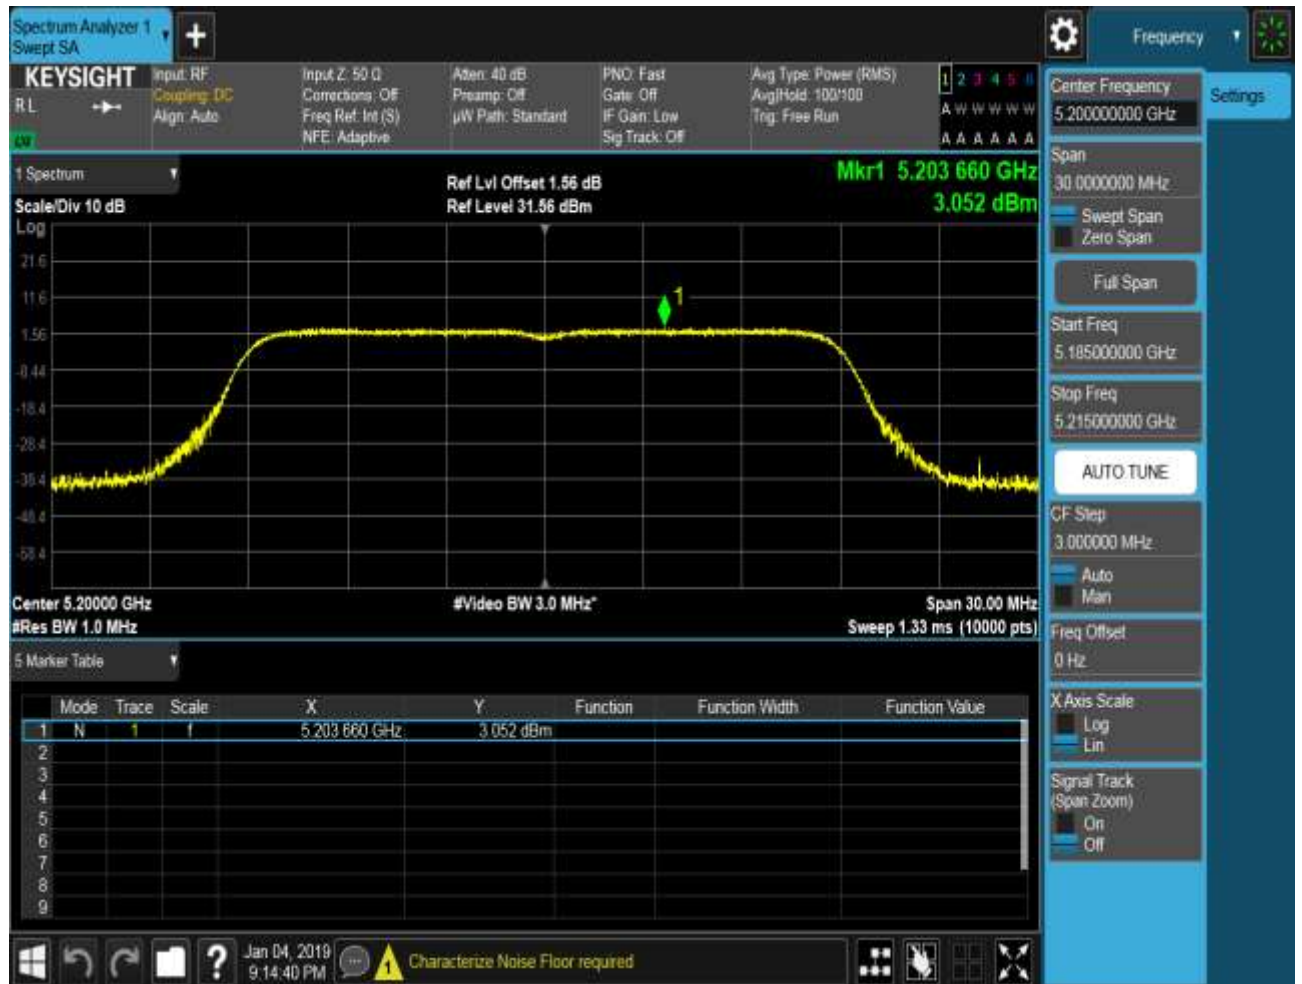 Spectrum Analyzer 1
Swept SA
+
Frequency
KEYSIGHT
RL
Input: RF
Coupling: DC
Align: Auto
Input Z: 50 Ω
Corrections: Off
Freq Ref: Int (S)
NFE: Adaptive
Atten: 40 dB
Preamp: Off
µW Path: Standard
PNO: Fast
Gate: Off
IF Gain: Low
Sig Track: Off
Avg Type: Power (RMS)
Avg|Hold: 100/100
Trig: Free Run
1 2 3 4 5 6
A W W W W W
A A A A A A
1 Spectrum
Scale/Div 10 dB
Ref Lvl Offset 1.56 dB
Ref Level 31.56 dBm
Mkr1 5.203 660 GHz
3.052 dBm
Log
21.6
11.6
1.56
-8.44
-18.4
-28.4
-38.4
-48.4
-58.4
1
Center 5.20000 GHz
#Res BW 1.0 MHz
#Video BW 3.0 MHz*
Span 30.00 MHz
Sweep 1.33 ms (10000 pts)
5 Marker Table
Mode Trace Scale X Y Function Function Width Function Value
1 N 1 f 5.203 660 GHz 3.052 dBm
2
3
4
5
6
7
8
9
Center Frequency
5.200000000 GHz
Settings
Span
30.0000000 MHz
Swept Span
Zero Span
Full Span
Start Freq
5.185000000 GHz
Stop Freq
5.215000000 GHz
AUTO TUNE
CF Step
3.000000 MHz
Auto
Man
Freq Offset
0 Hz
X Axis Scale
Log
Lin
Signal Track
(Span Zoom)
On
Off
?
Jan 04, 2019
9:14:40 PM
1
Characterize Noise Floor required